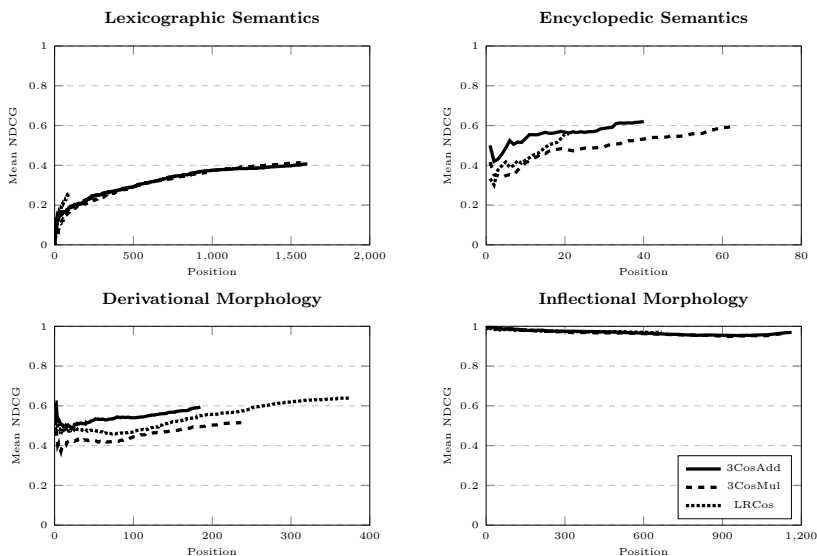 Lexicographic Semantics
Mean NDCG
1
0.8
0.6
0.4
0.2
0
0 500 1,000 1,500 2,000
Position
Encyclopedic Semantics
Mean NDCG
1
0.8
0.6
0.4
0.2
0
0 20 40 60 80
Position
Derivational Morphology
Mean NDCG
1
0.8
0.6
0.4
0.2
0
0 100 200 300 400
Position
Inflectional Morphology
Mean NDCG
1
0.8
0.6
0.4
0.2
0
0 300 600 900 1,200
Position
3CosAdd
3CosMul
LRCos